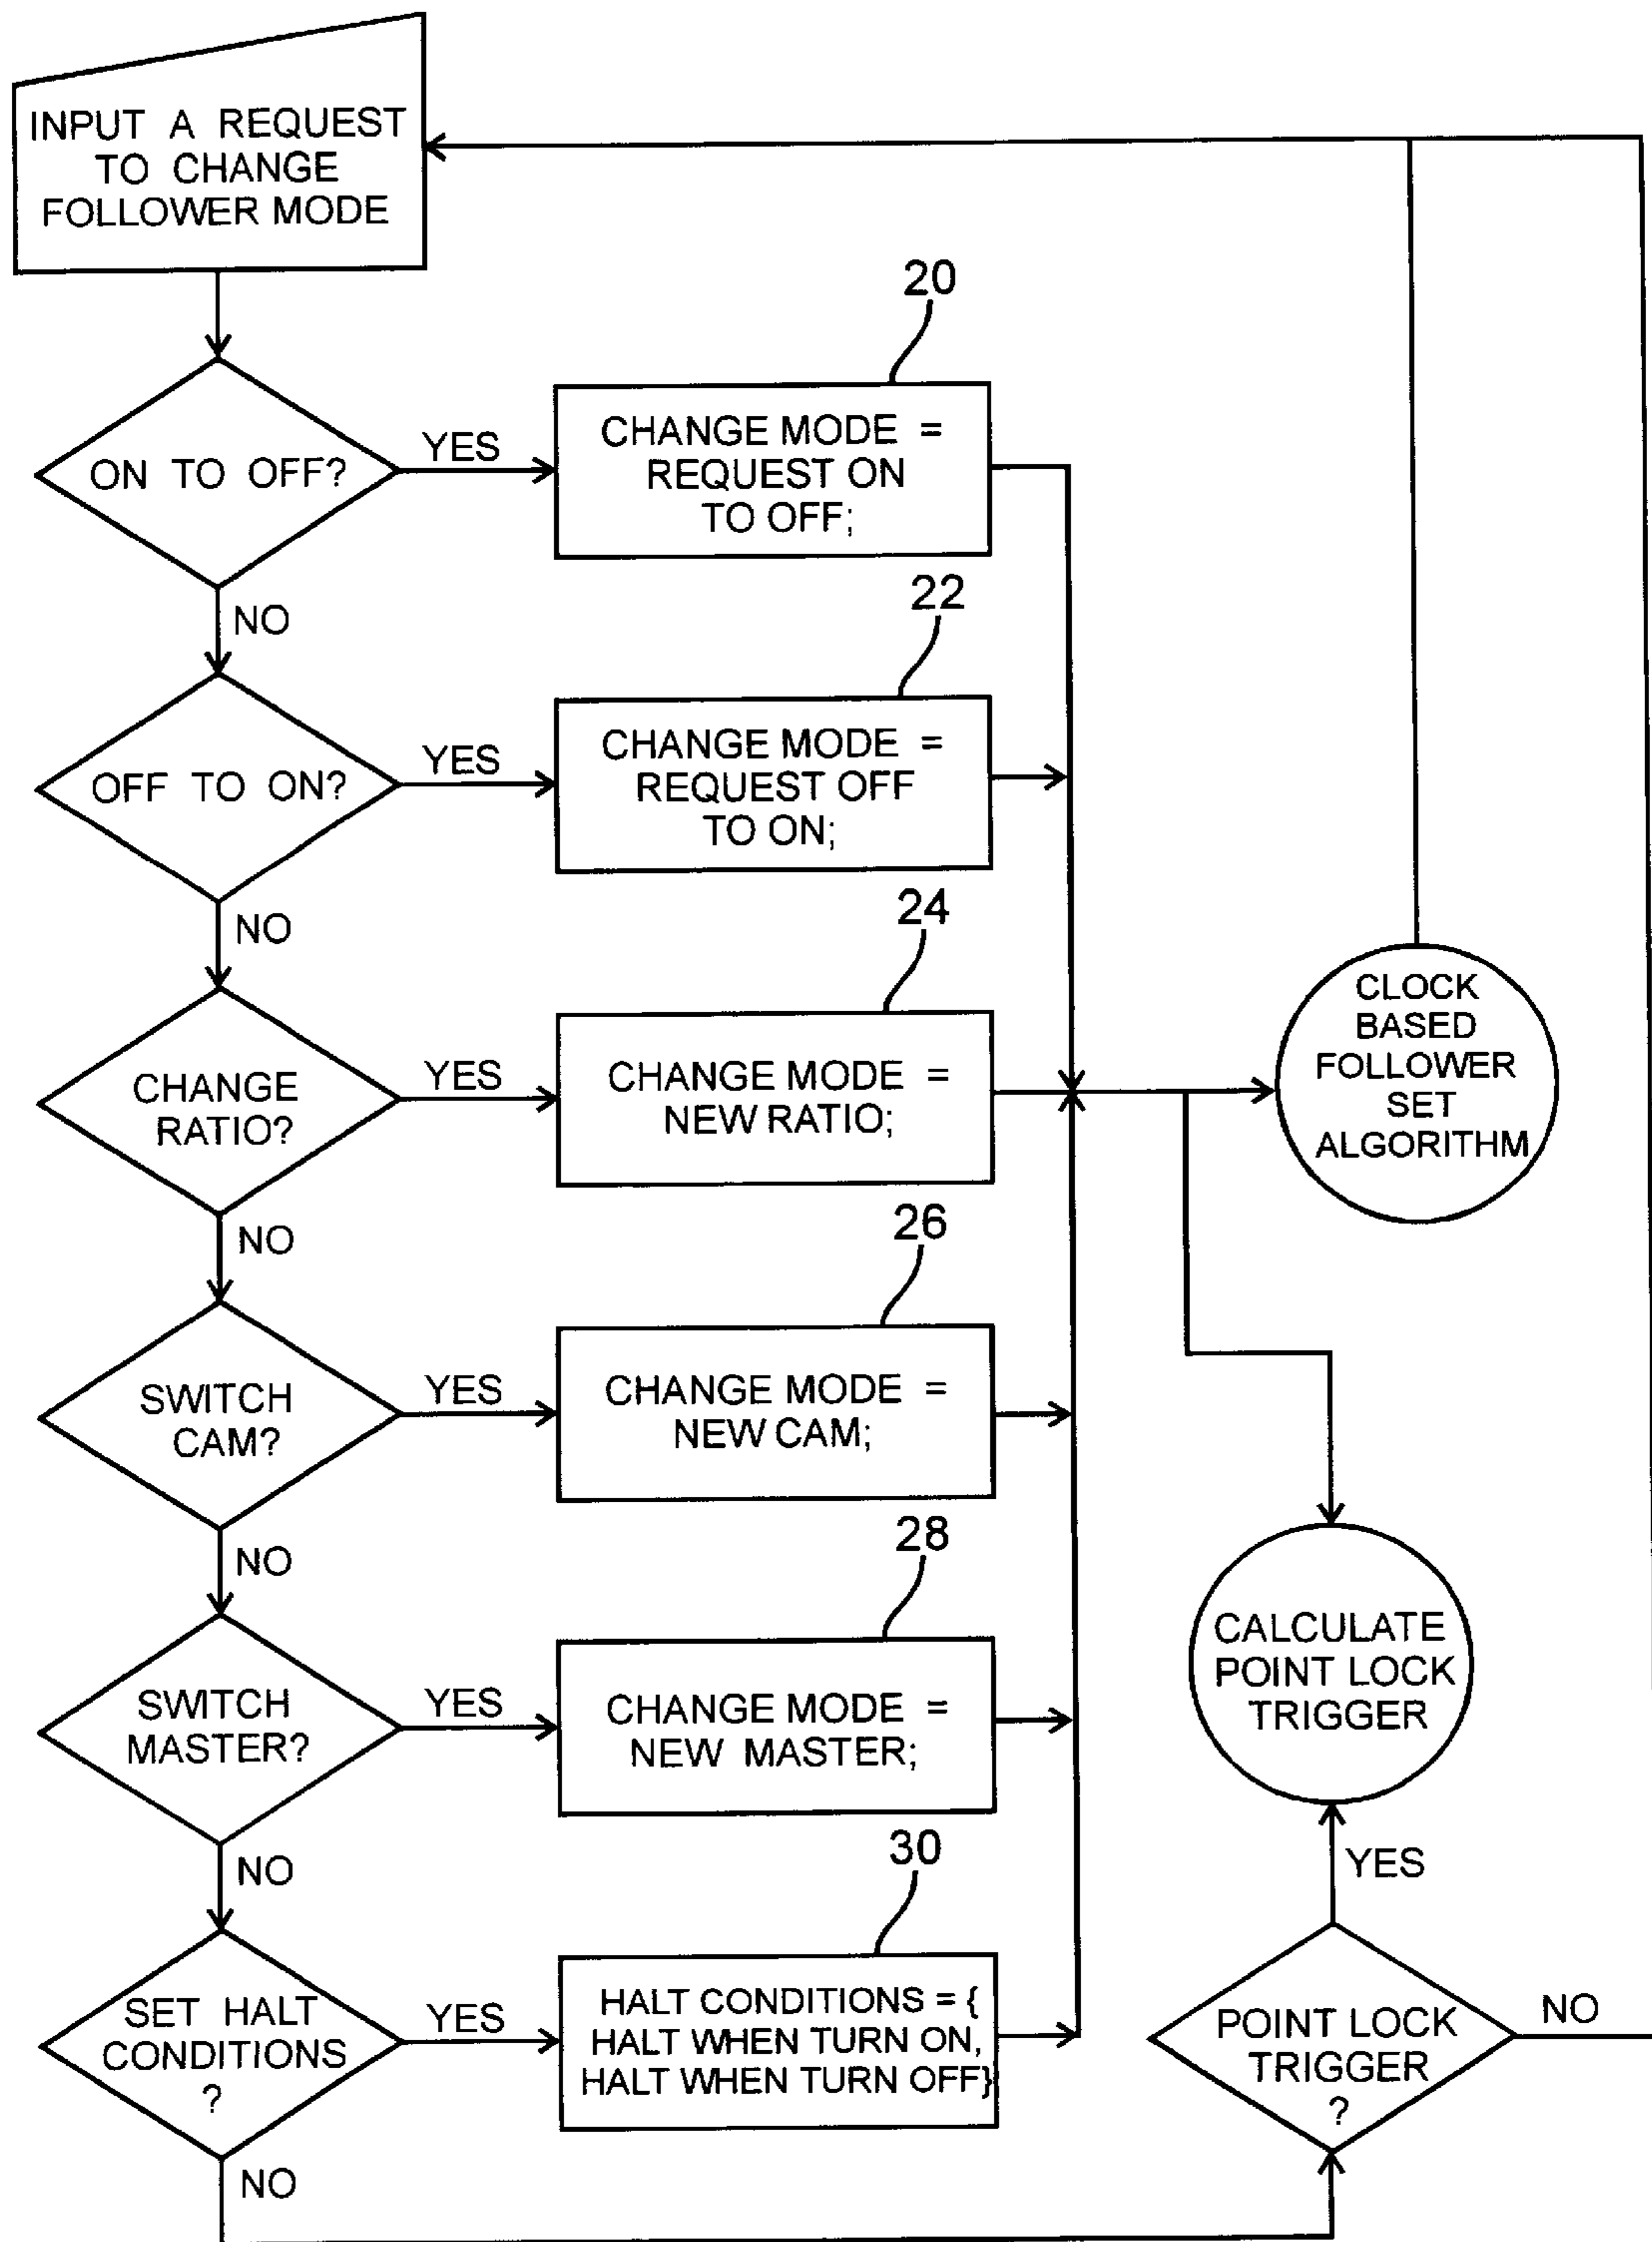 INPUT A REQUEST
TO CHANGE
FOLLOWER MODE
20
ON TO OFF?
YES
CHANGE MODE =
REQUEST ON
TO OFF;
NO
22
OFF TO ON?
YES
CHANGE MODE =
REQUEST OFF
TO ON;
NO
24
CHANGE
RATIO?
YES
CHANGE MODE =
NEW RATIO;
CLOCK
BASED
FOLLOWER
SET
ALGORITHM
NO
26
SWITCH
CAM?
YES
CHANGE MODE =
NEW CAM;
NO
28
SWITCH
MASTER?
YES
CHANGE MODE =
NEW MASTER;
CALCULATE
POINT LOCK
TRIGGER
NO
30
YES
SET HALT
CONDITIONS
?
YES
HALT CONDITIONS = {
HALT WHEN TURN ON,
HALT WHEN TURN OFF}
POINT LOCK
TRIGGER
?
NO
NO